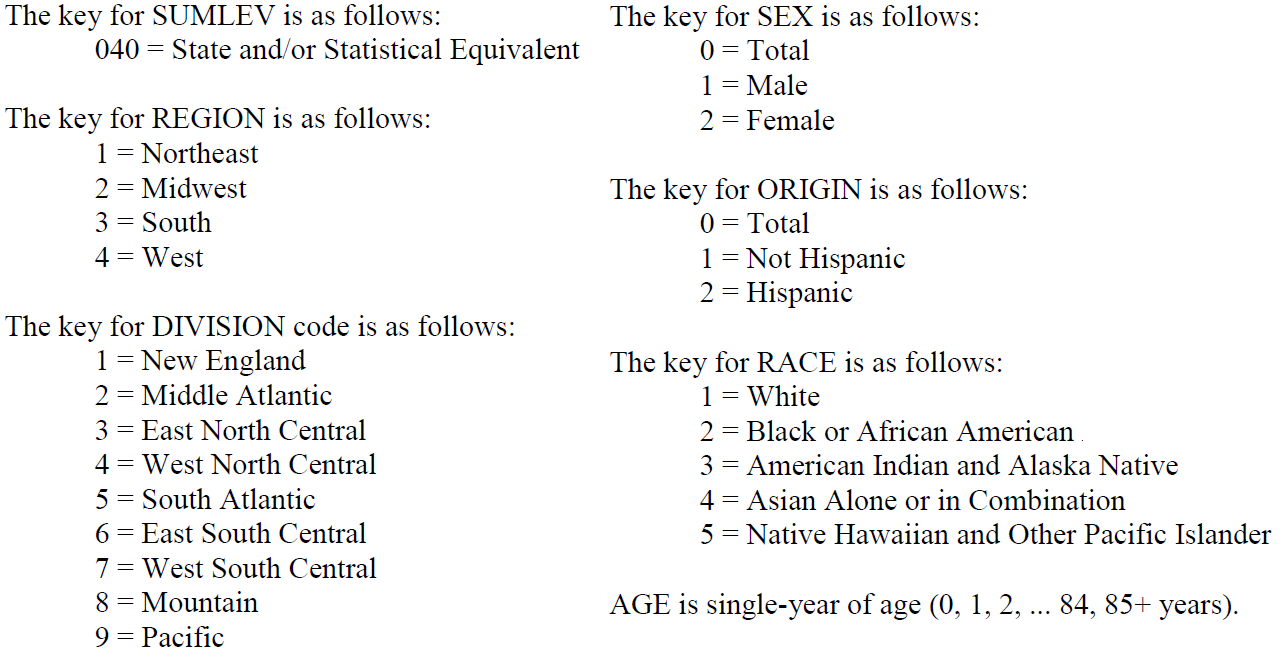 The key for SUMLEV is as follows:
040 = State and/or Statistical Equivalent
The key for REGION is as follows:
1 = Northeast
2 = Midwest
3 = South
4 = West
The key for DIVISION code is as follows:
1 = New England
2 = Middle Atlantic
3 = East North Central
4 = West North Central
5 = South Atlantic
6 = East South Central
7 = West South Central
8 = Mountain
9 = Pacific
The key for SEX is as follows:
0 = Total
1 = Male
2 = Female
The key for ORIGIN is as follows:
0 = Total
1 = Not Hispanic
2 = Hispanic
The key for RACE is as follows:
1 = White
2 = Black or African American
3 = American Indian and Alaska Native
4 = Asian Alone or in Combination
5 = Native Hawaiian and Other Pacific Islander
AGE is single-year of age (0, 1, 2, ... 84, 85+ years).